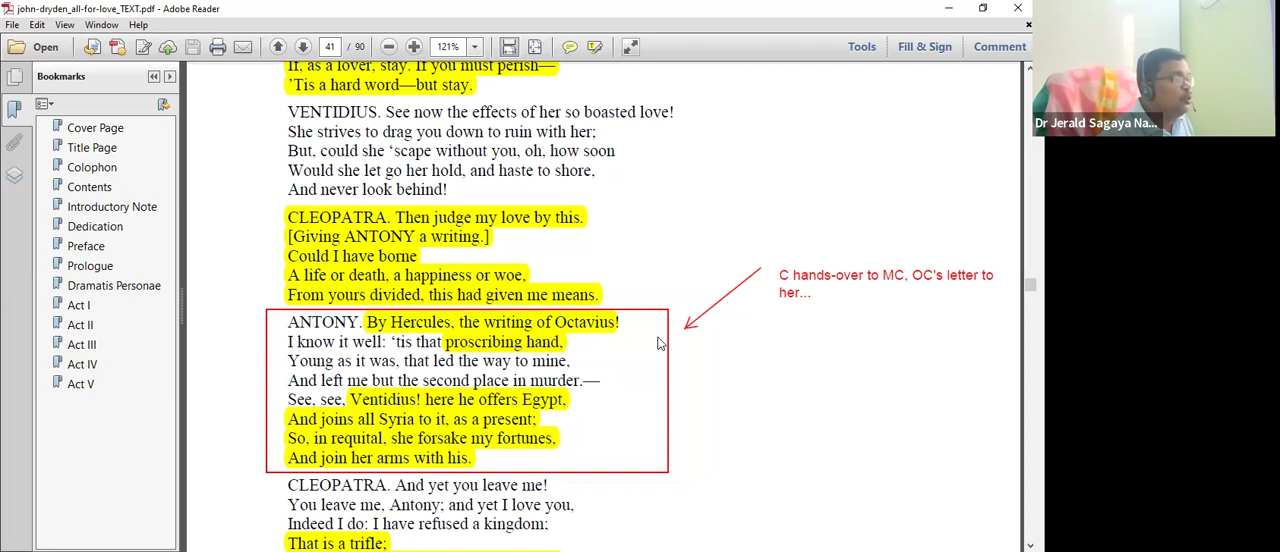 john-dryden_all-for-love_TEXT.pdf - Adobe Reader
File Edit View Window Help
Open 41 / 90 121% Tools Fill & Sign Comment
Bookmarks
Cover Page
Title Page
Colophon
Contents
Introductory Note
Dedication
Preface
Prologue
Dramatis Personae
Act I
Act II
Act III
Act IV
Act V
If, as a lover, stay. If you must perish—
’Tis a hard word—but stay.
VENTIDIUS. See now the effects of her so boasted love!
She strives to drag you down to ruin with her;
But, could she ‘scape without you, oh, how soon
Would she let go her hold, and haste to shore,
And never look behind!
CLEOPATRA. Then judge my love by this.
[Giving ANTONY a writing.]
Could I have borne
A life or death, a happiness or woe,
From yours divided, this had given me means.
ANTONY. By Hercules, the writing of Octavius!
I know it well: ‘tis that proscribing hand,
Young as it was, that led the way to mine,
And left me but the second place in murder.—
See, see, Ventidius! here he offers Egypt,
And joins all Syria to it, as a present;
So, in requital, she forsake my fortunes,
And join her arms with his.
CLEOPATRA. And yet you leave me!
You leave me, Antony; and yet I love you,
Indeed I do: I have refused a kingdom;
That is a trifle;
C hands-over to MC, OC's letter to
her...
Dr Jerald Sagaya Na...